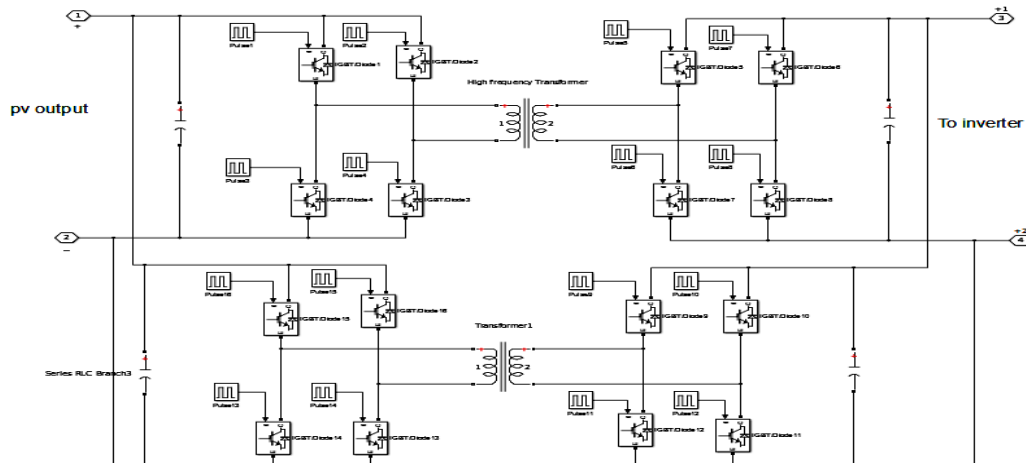 1
+
pv output
2
−
Pulse1
Pulse2
IGBT/Diode1
IGBT/Diode2
Pulse3
Pulse4
IGBT/Diode4
IGBT/Diode3
High Frequency Transformer
1
2
Pulse5
Pulse7
IGBT/Diode5
IGBT/Diode6
Pulse6
Pulse8
IGBT/Diode7
IGBT/Diode8
+1
3
To inverter
+2
4
Pulse16
Pulse15
IGBT/Diode15
IGBT/Diode16
Series RLC Branch3
Pulse13
Pulse14
IGBT/Diode14
IGBT/Diode13
Transformer1
1
2
Pulse9
Pulse10
IGBT/Diode9
IGBT/Diode10
Pulse11
Pulse12
IGBT/Diode12
IGBT/Diode11